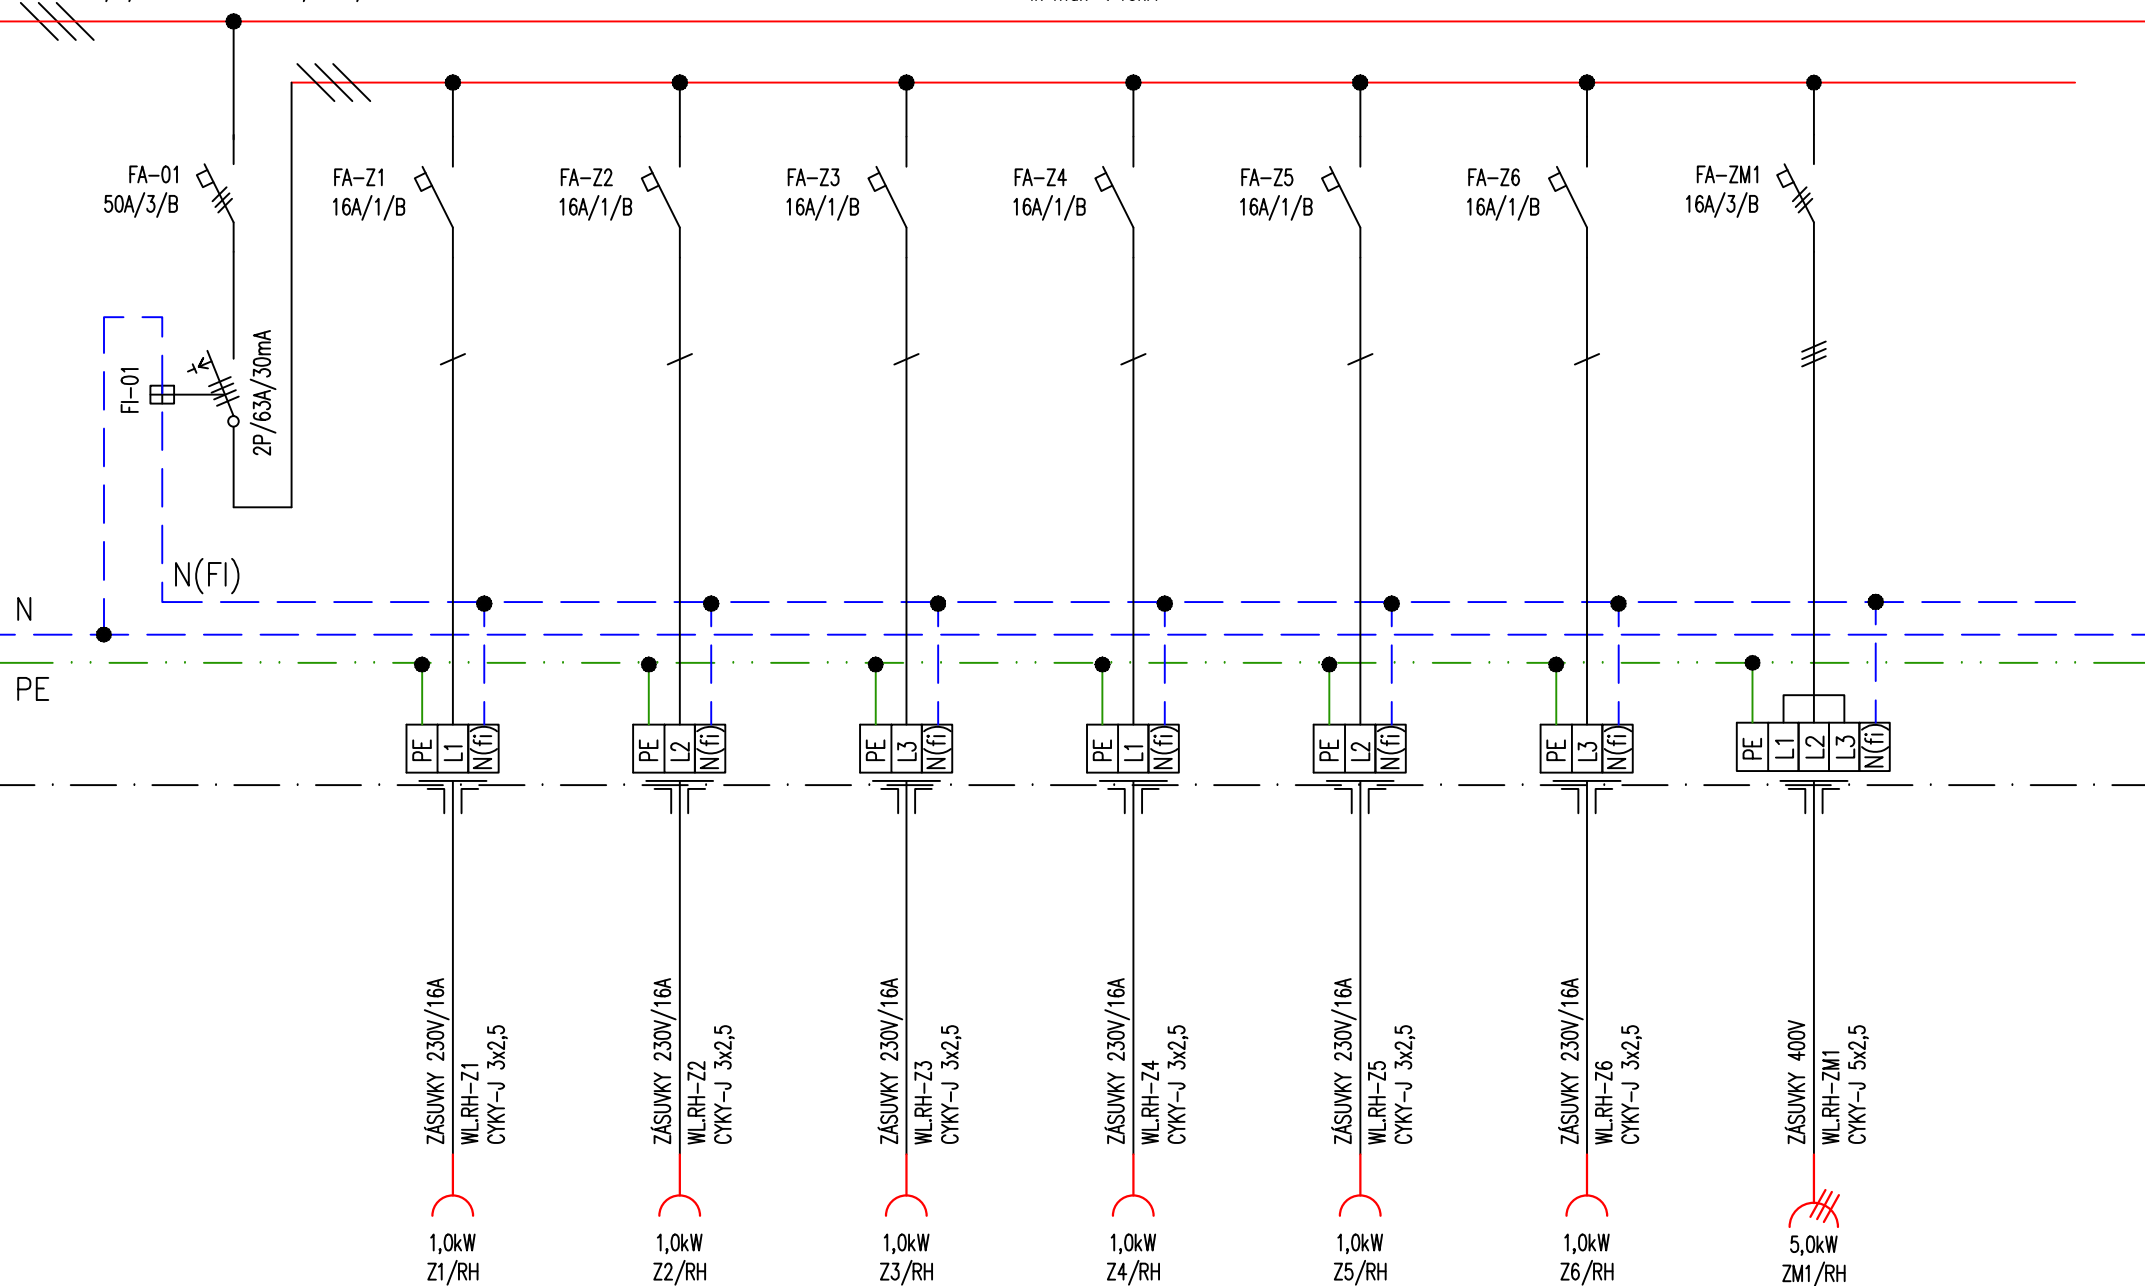 FA-01
50A/3/B
FA-Z1
16A/1/B
FA-Z2
16A/1/B
FA-Z3
16A/1/B
FA-Z4
16A/1/B
FA-Z5
16A/1/B
FA-Z6
16A/1/B
FA-ZM1
16A/3/B
FI-01
2P/63A/30mA
N(FI)
N
PE
PE L1 N(fi)
PE L2 N(fi)
PE L3 N(fi)
PE L1 N(fi)
PE L2 N(fi)
PE L3 N(fi)
PE L1 L2 L3 N(fi)
ZÁSUVKY 230V/16A
WL.RH-Z1
CYKY-J 3x2,5
ZÁSUVKY 230V/16A
WL.RH-Z2
CYKY-J 3x2,5
ZÁSUVKY 230V/16A
WL.RH-Z3
CYKY-J 3x2,5
ZÁSUVKY 230V/16A
WL.RH-Z4
CYKY-J 3x2,5
ZÁSUVKY 230V/16A
WL.RH-Z5
CYKY-J 3x2,5
ZÁSUVKY 230V/16A
WL.RH-Z6
CYKY-J 3x2,5
ZÁSUVKY 400V
WL.RH-ZM1
CYKY-J 5x2,5
1,0kW
Z1/RH
1,0kW
Z2/RH
1,0kW
Z3/RH
1,0kW
Z4/RH
1,0kW
Z5/RH
1,0kW
Z6/RH
5,0kW
ZM1/RH